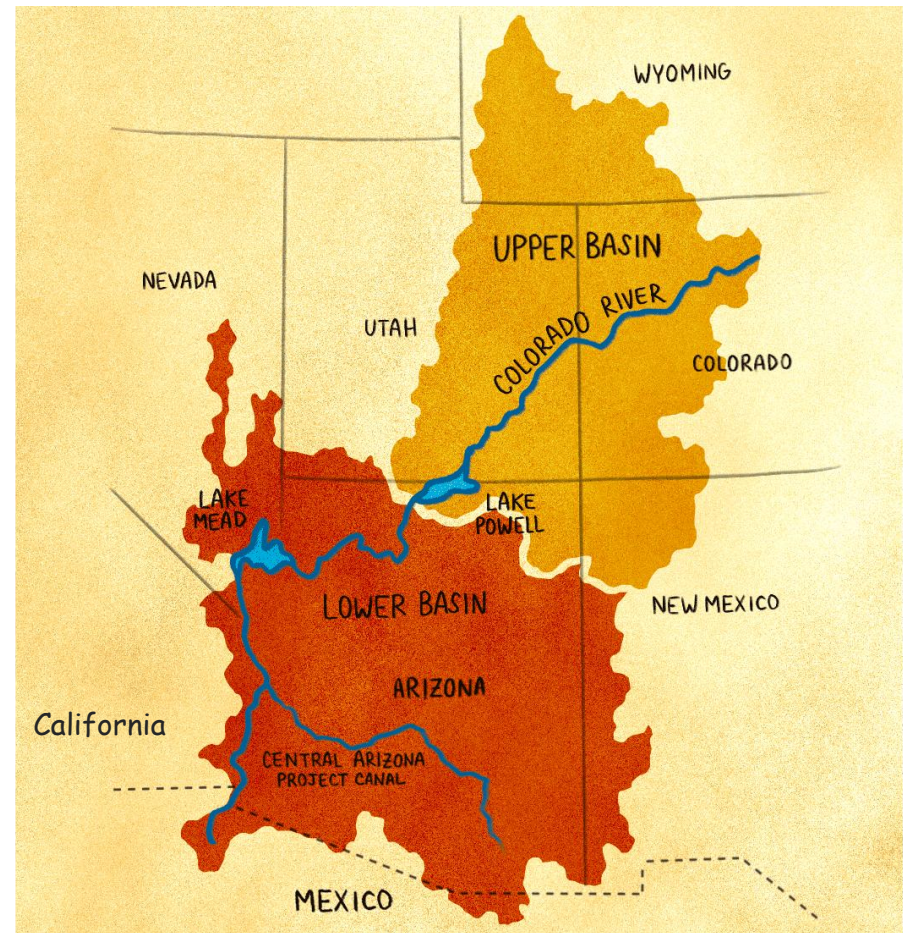 WYOMING
UPPER BASIN
NEVADA
COLORADO RIVER
UTAH
COLORADO
LAKE
MEAD
LAKE
POWELL
LOWER BASIN
NEW MEXICO
ARIZONA
California
CENTRAL ARIZONA
PROJECT CANAL
MEXICO